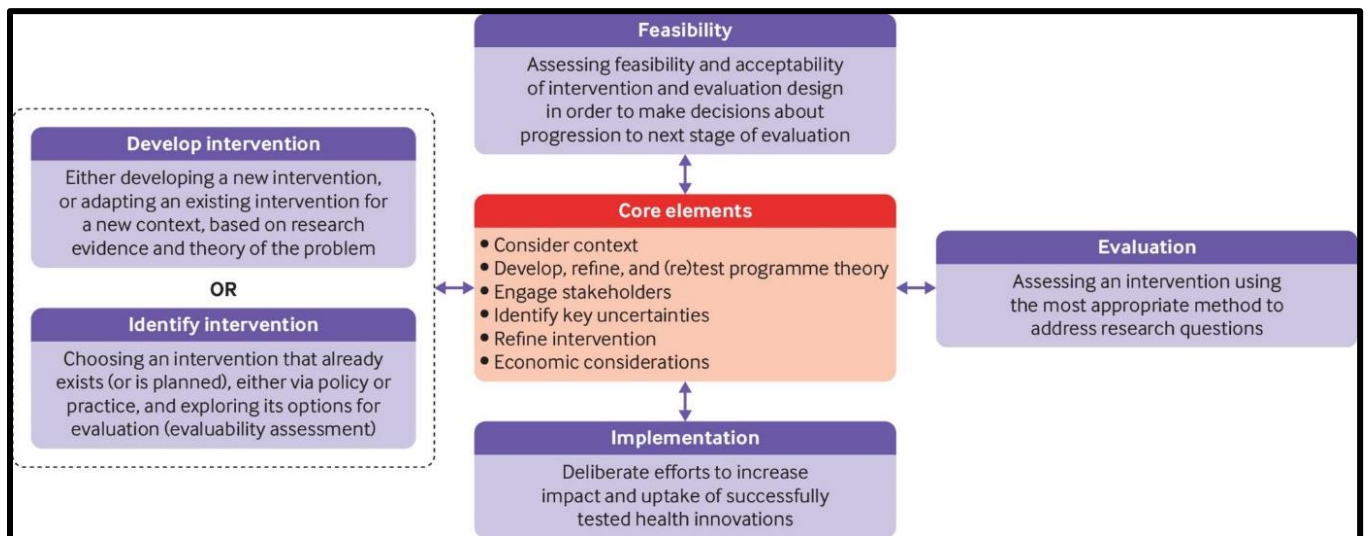 Feasibility
Assessing feasibility and acceptability
of intervention and evaluation design
in order to make decisions about
progression to next stage of evaluation
Develop intervention
Either developing a new intervention,
or adapting an existing intervention for
a new context, based on research
evidence and theory of the problem
OR
Identify intervention
Choosing an intervention that already
exists (or is planned), either via policy or
practice, and exploring its options for
evaluation (evaluability assessment)
Core elements
• Consider context
• Develop, refine, and (re)test programme theory
• Engage stakeholders
• Identify key uncertainties
• Refine intervention
• Economic considerations
Evaluation
Assessing an intervention using
the most appropriate method to
address research questions
Implementation
Deliberate efforts to increase
impact and uptake of successfully
tested health innovations